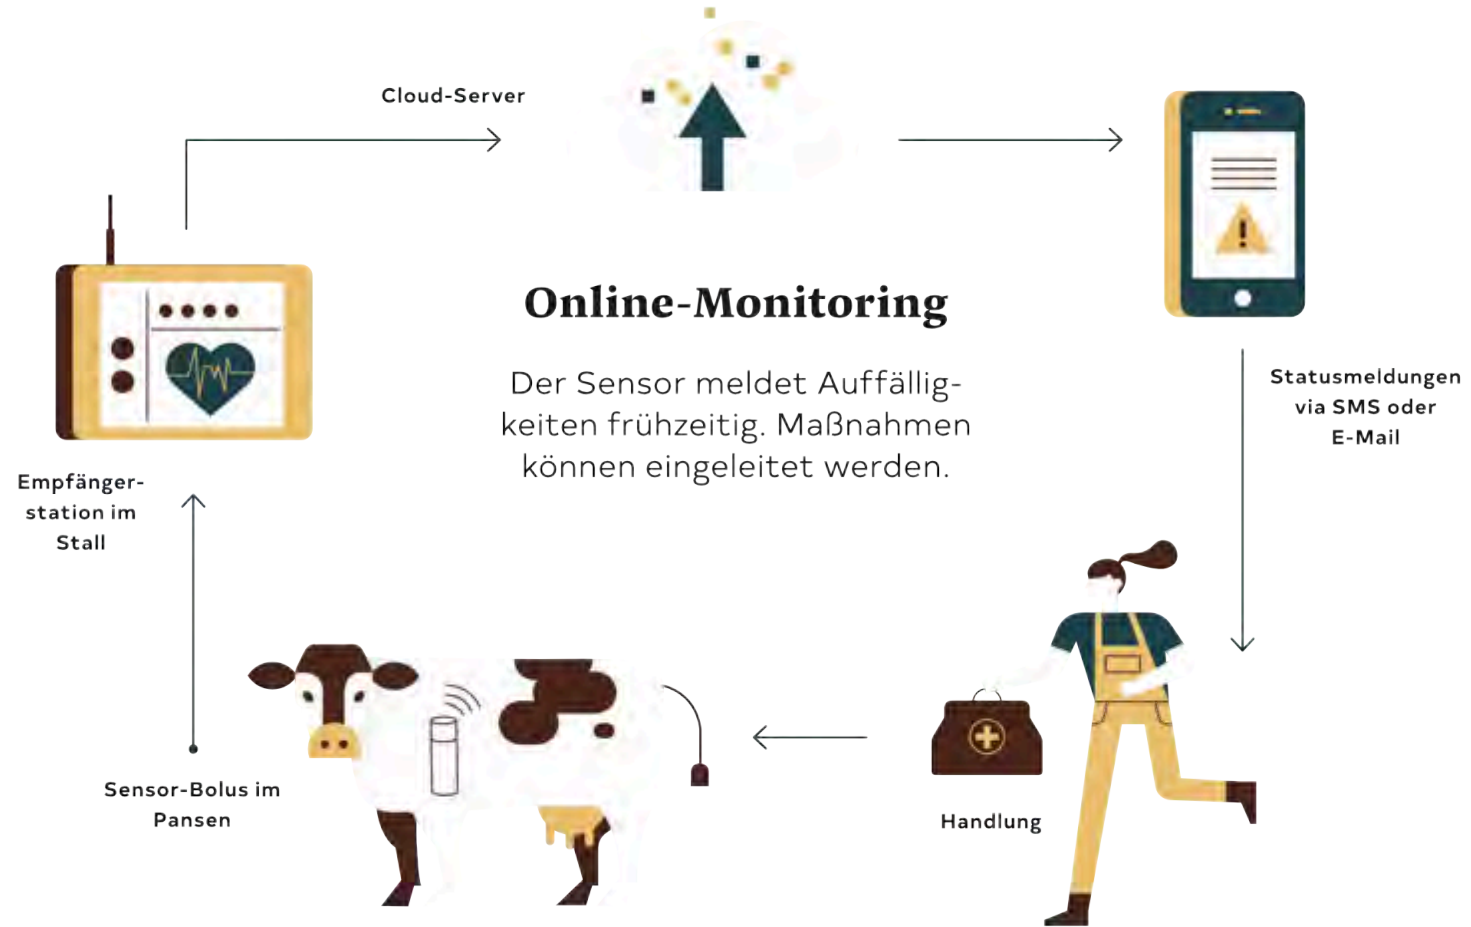 Cloud-Server
Online-Monitoring
Der Sensor meldet Auffällig-
keiten frühzeitig. Maßnahmen
können eingeleitet werden.
Statusmeldungen
via SMS oder
E-Mail
Empfänger-
station im
Stall
Sensor-Bolus im
Pansen
Handlung